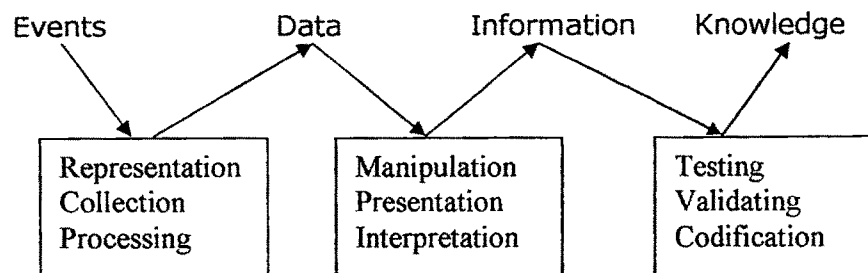 Events Data Information Knowledge
Representation
Collection
Processing
Manipulation
Presentation
Interpretation
Testing
Validating
Codification